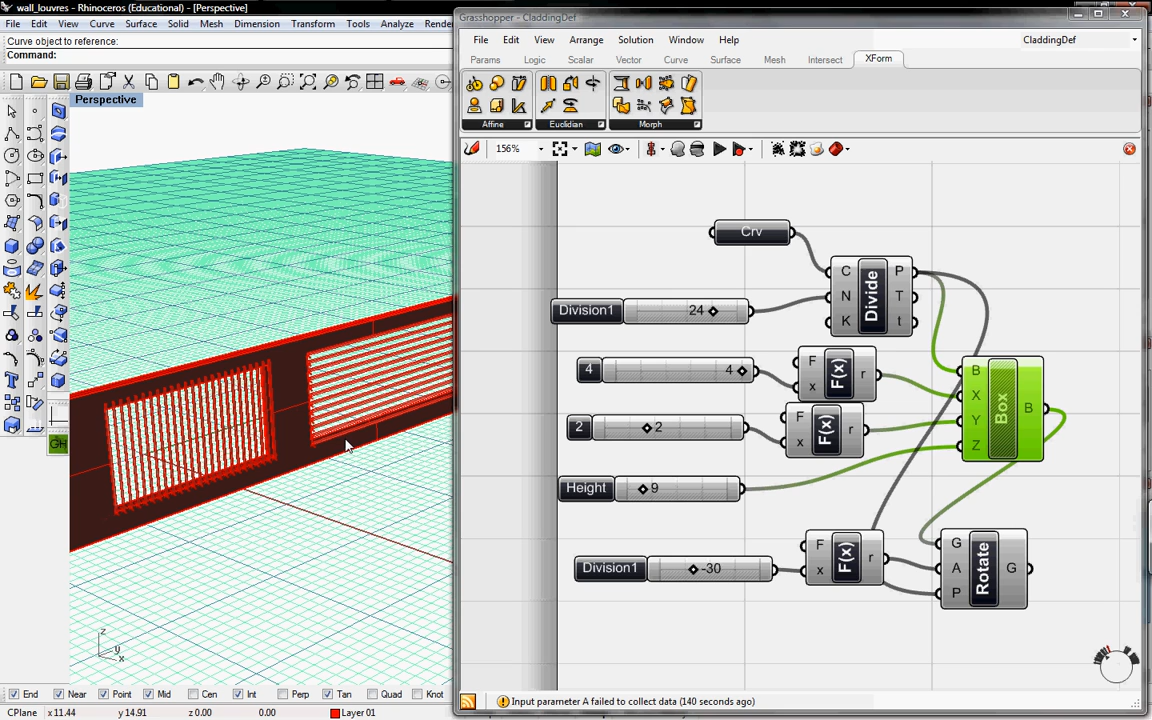 wall_louvres - Rhinoceros (Educational) - [Perspective]
File Edit View Curve Surface Solid Mesh Dimension Transform Tools Analyze Render
Curve object to reference:
Command:
Perspective
z
y
x
GH
End Near Point Mid Cen Int Perp Tan Quad Knot
CPlane x 11.44 y 14.91 z 0.00 0.00 Layer 01
Grasshopper - CladdingDef
File Edit View Arrange Solution Window Help CladdingDef
Params Logic Scalar Vector Curve Surface Mesh Intersect XForm
Affine Euclidian Morph
156%
Crv
C P
N Divide T
K t
Division1 24
4 4
F
x F(x) r
2 2
F
x F(x) r
Height 9
B
X Box B
Y
Z
Division1 -30
F
x F(x) r
G
A Rotate G
P
Input parameter A failed to collect data (140 seconds ago)